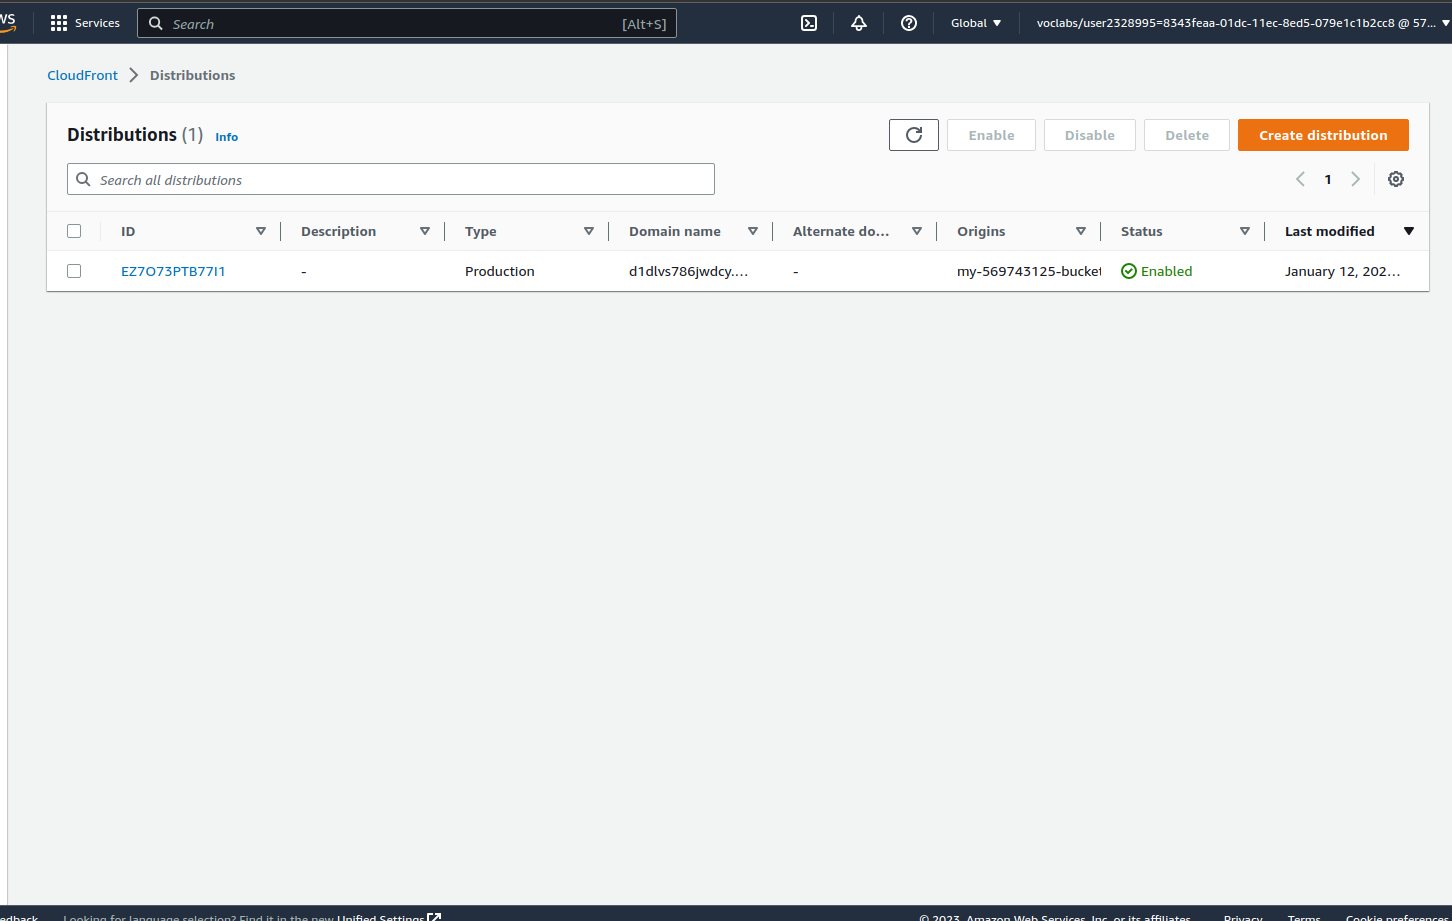 WS Services Search [Alt+S] Global voclabs/user2328995=8343feaa-01dc-11ec-8ed5-079e1c1b2cc8 @ 57...
CloudFront Distributions
Distributions (1) Info Enable Disable Delete Create distribution
Search all distributions 1
ID Description Type Domain name Alternate do... Origins Status Last modified
EZ7O73PTB77I1 - Production d1dlvs786jwdcy.... - my-569743125-bucket Enabled January 12, 202...
edback Looking for language selection? Find it in the new Unified Settings © 2023, Amazon Web Services, Inc. or its affiliates. Privacy Terms Cookie preferences